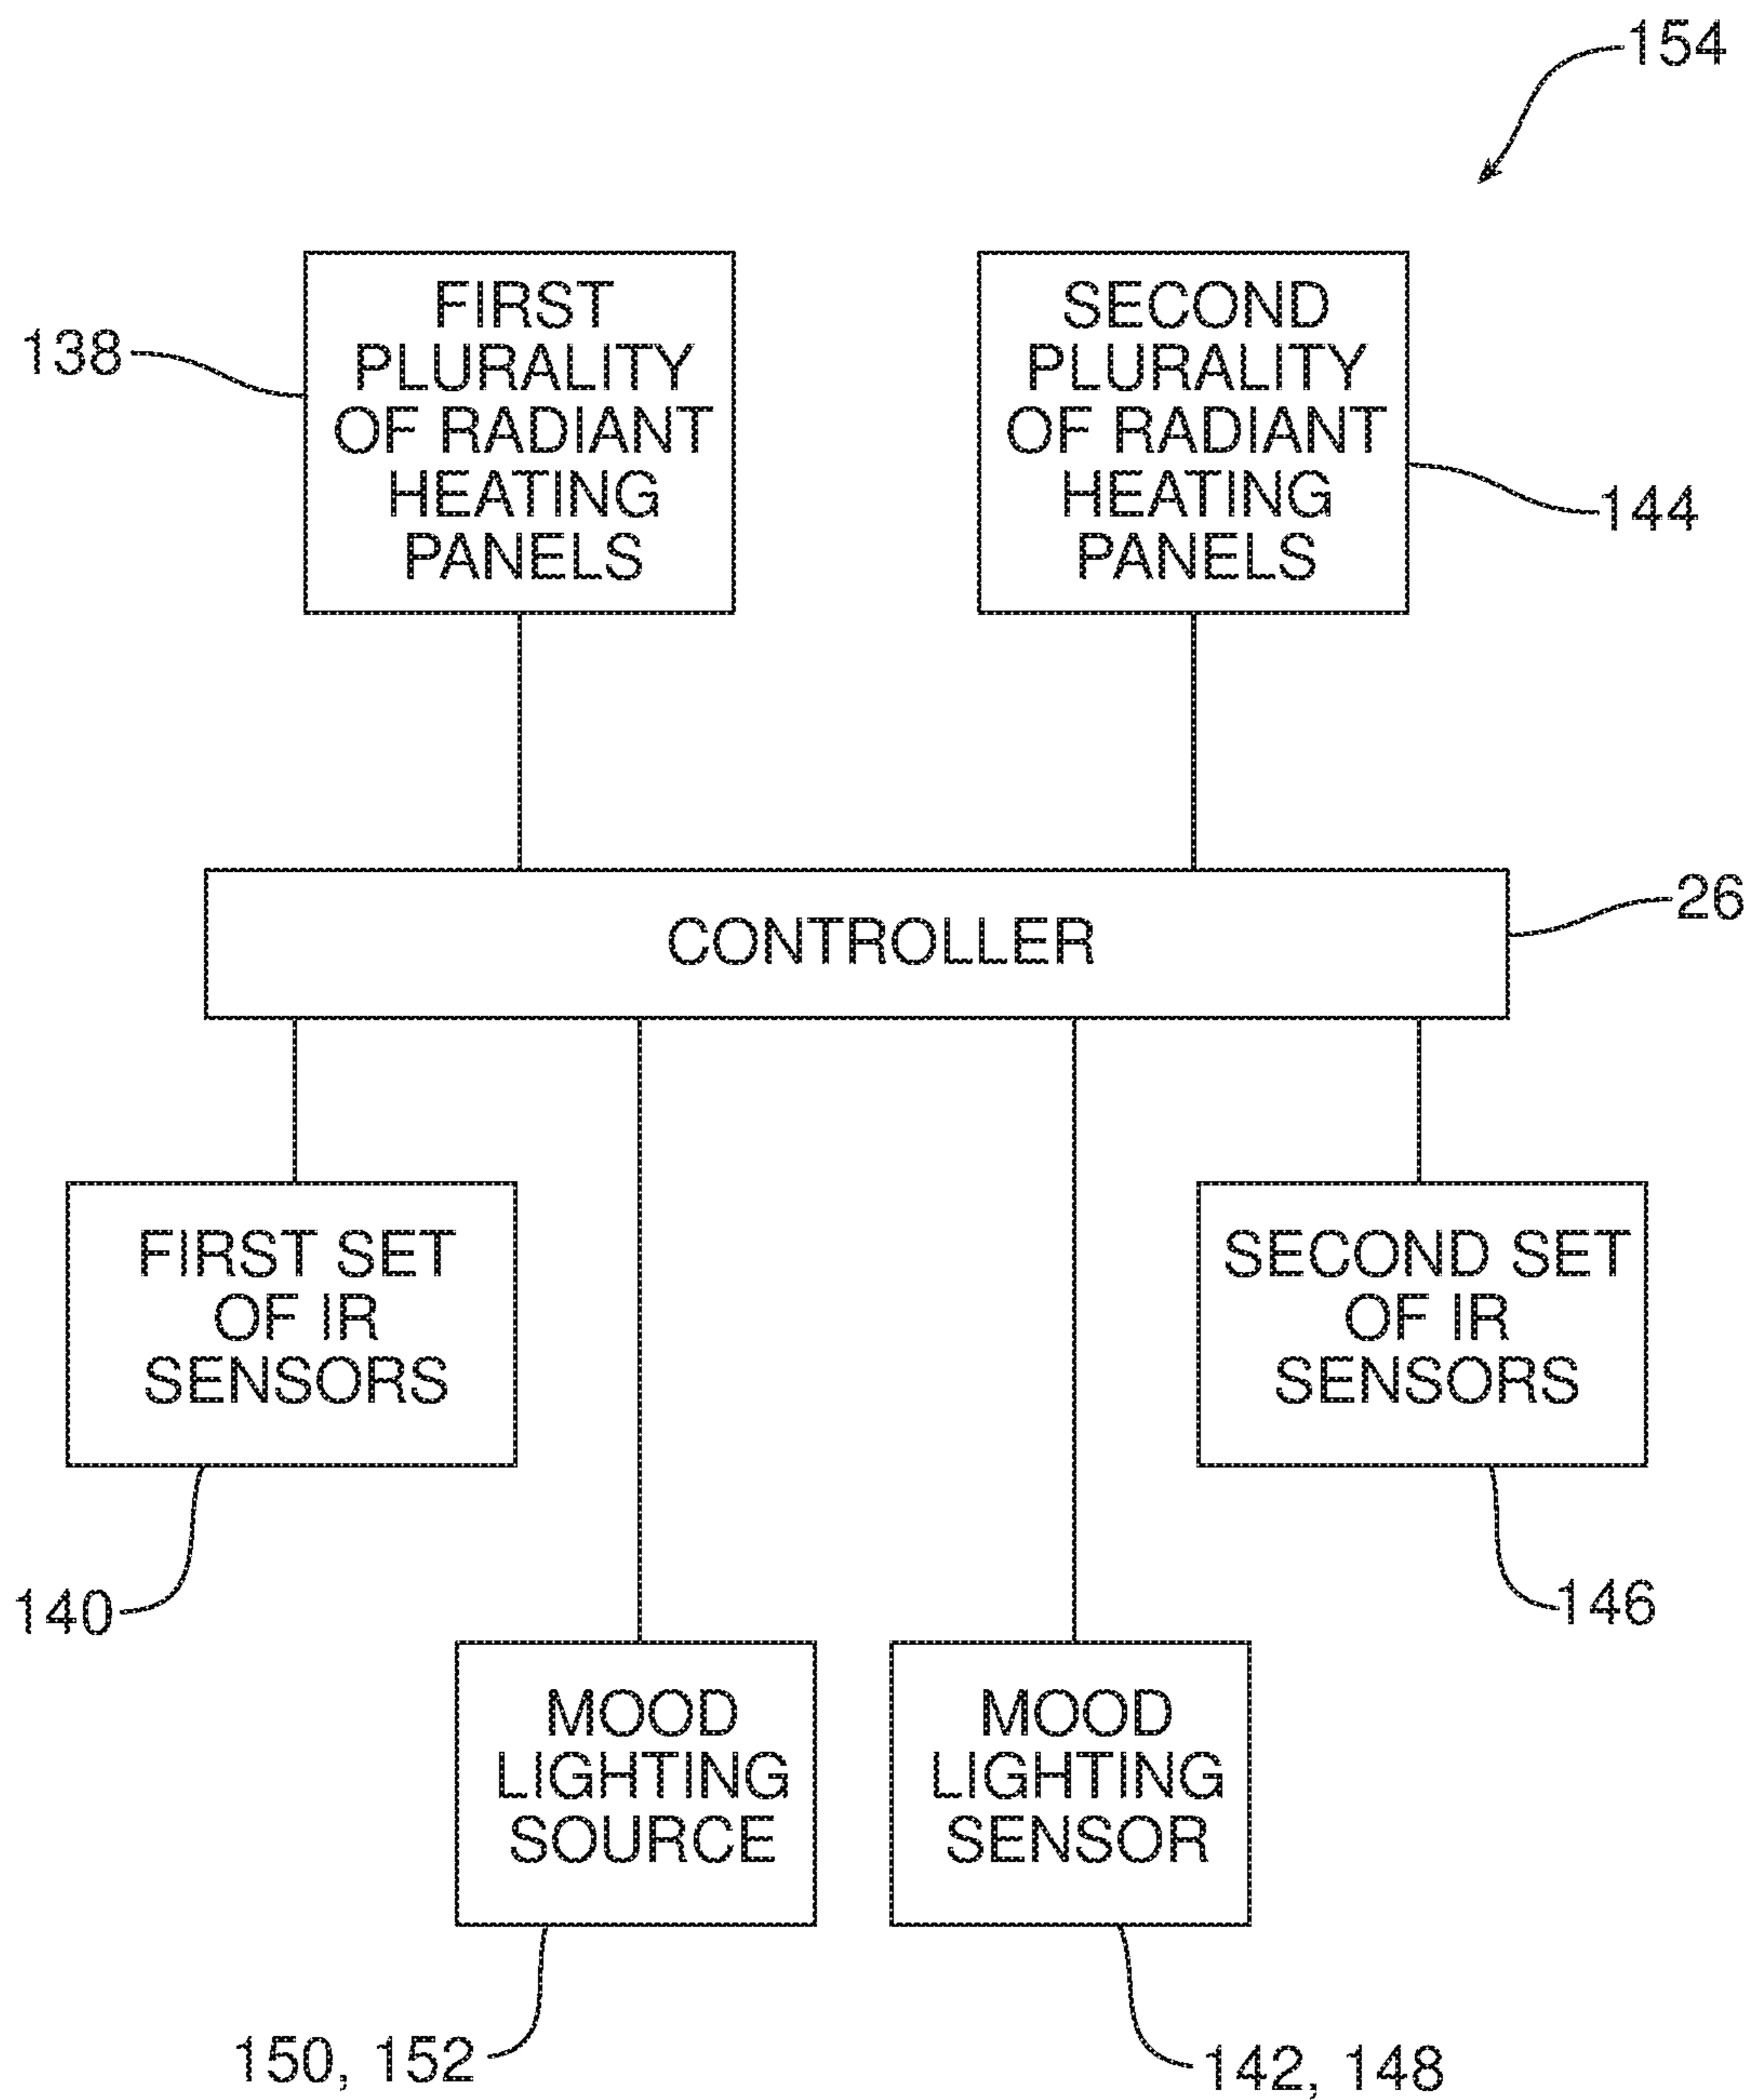 154
138
FIRST
PLURALITY
OF RADIANT
HEATING
PANELS
SECOND
PLURALITY
OF RADIANT
HEATING
PANELS
144
CONTROLLER
26
FIRST SET
OF IR
SENSORS
SECOND SET
OF IR
SENSORS
140
146
MOOD
LIGHTING
SOURCE
MOOD
LIGHTING
SENSOR
150, 152
142, 148